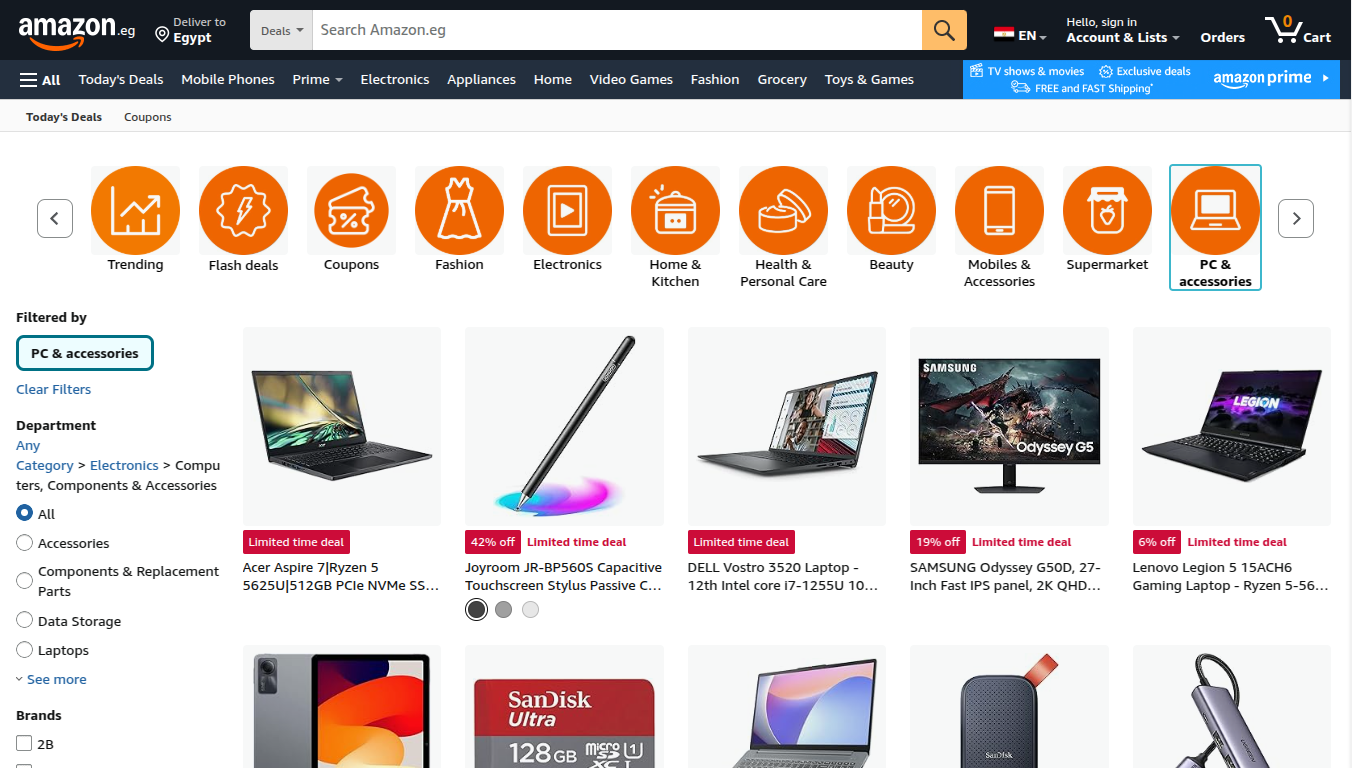 amazon.eg
Deliver to
Egypt
Deals
Search Amazon.eg
EN
Hello, sign in
Account & Lists
Orders
0
Cart
All
Today's Deals
Mobile Phones
Prime
Electronics
Appliances
Home
Video Games
Fashion
Grocery
Toys & Games
TV shows & movies
Exclusive deals
FREE and FAST Shipping*
amazon prime
Today's Deals
Coupons
Trending
Flash deals
Coupons
Fashion
Electronics
Home &
Kitchen
Health &
Personal Care
Beauty
Mobiles &
Accessories
Supermarket
PC &
accessories
Filtered by
PC & accessories
Clear Filters
Department
Any
Category > Electronics > Compu
ters, Components & Accessories
All
Accessories
Components & Replacement
Parts
Data Storage
Laptops
See more
Brands
2B
Limited time deal
Acer Aspire 7|Ryzen 5
5625U|512GB PCIe NVMe SS…
42% off Limited time deal
Joyroom JR-BP560S Capacitive
Touchscreen Stylus Passive C…
Limited time deal
DELL Vostro 3520 Laptop -
12th Intel core i7-1255U 10…
SAMSUNG
Odyssey G5
19% off Limited time deal
SAMSUNG Odyssey G50D, 27-
Inch Fast IPS panel, 2K QHD…
LEGION
6% off Limited time deal
Lenovo Legion 5 15ACH6
Gaming Laptop - Ryzen 5-56…
SanDisk
Ultra
128GB
micro
SD
XC I
U1
SanDisk